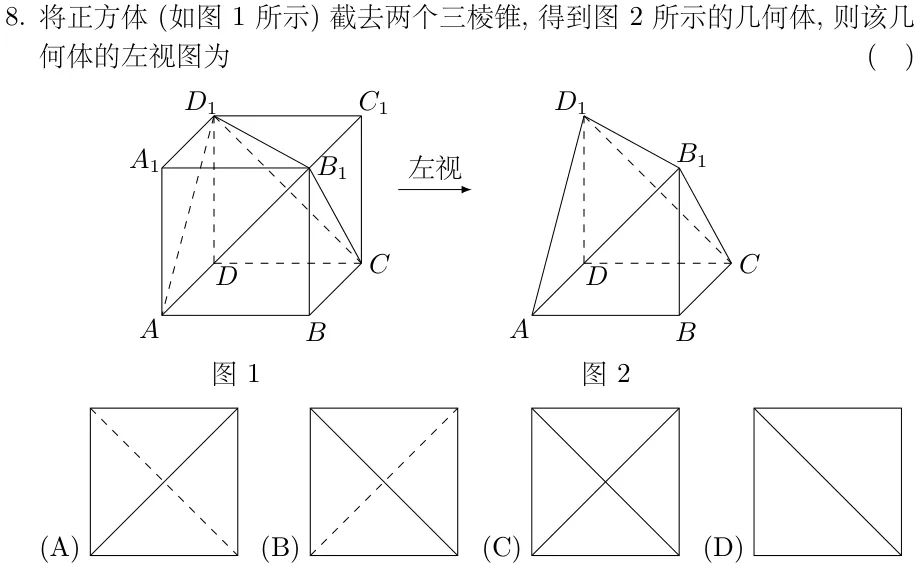 8. 将正方体 (如图 1 所示) 截去两个三棱锥, 得到图 2 所示的几何体, 则该几
何体的左视图为 ( )
D₁ C₁ D₁
A₁ B₁ 左视 B₁
D C D C
A B A B
图 1 图 2
(A) (B) (C) (D)